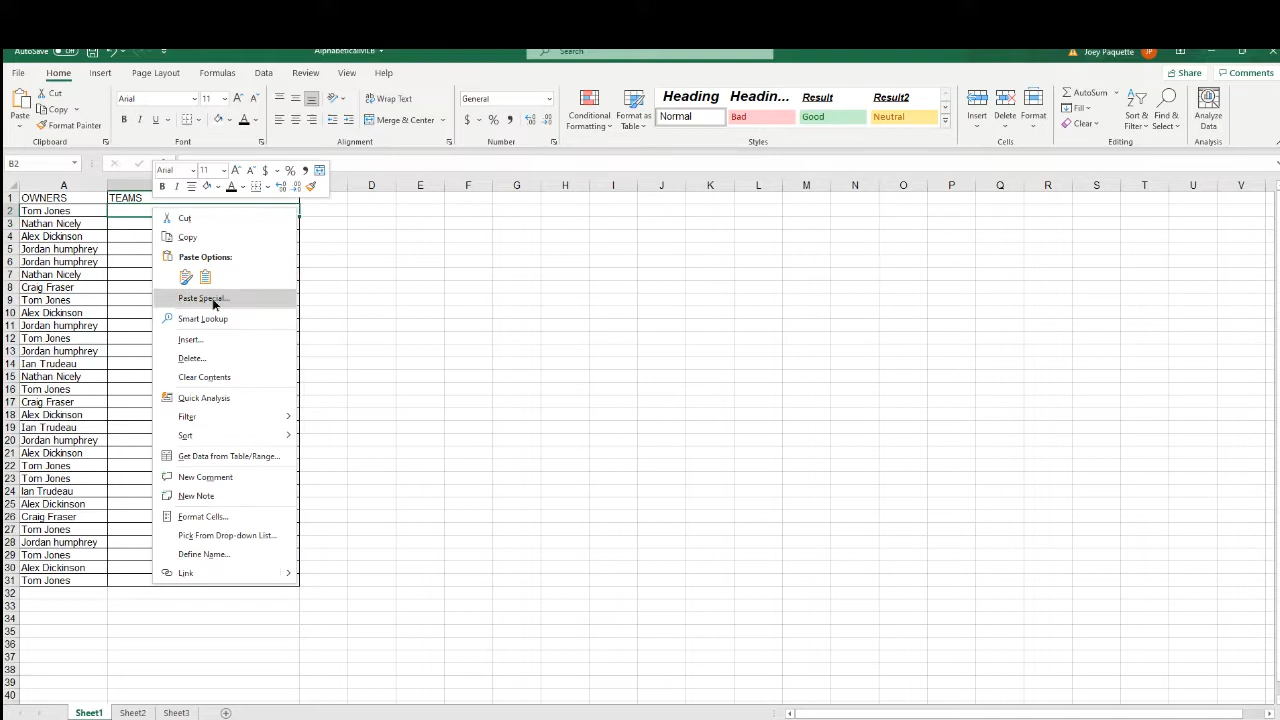 AutoSave Off AlphabeticalMLB Search Joey Paquette JP
File Home Insert Page Layout Formulas Data Review View Help Share Comments
Paste Cut Copy Format Painter Clipboard
Arial 11 A A B I U A Font
Wrap Text Merge & Center Alignment
General $ % , Number
Conditional Formatting Format as Table
Heading Headin... Result Result2
Normal Bad Good Neutral
Styles
Insert Delete Format Cells
AutoSum Fill Clear Sort & Filter Find & Select Editing
Analyze Data Analysis
B2
Arial 11 A A $ % ,
B I A
A B C D E F G H I J K L M N O P Q R S T U V
1 OWNERS TEAMS
2 Tom Jones
3 Nathan Nicely
4 Alex Dickinson
5 Jordan humphrey
6 Jordan humphrey
7 Nathan Nicely
8 Craig Fraser
9 Tom Jones
10 Alex Dickinson
11 Jordan humphrey
12 Tom Jones
13 Jordan humphrey
14 Ian Trudeau
15 Nathan Nicely
16 Tom Jones
17 Craig Fraser
18 Alex Dickinson
19 Ian Trudeau
20 Jordan humphrey
21 Alex Dickinson
22 Tom Jones
23 Tom Jones
24 Ian Trudeau
25 Alex Dickinson
26 Craig Fraser
27 Tom Jones
28 Jordan humphrey
29 Tom Jones
30 Alex Dickinson
31 Tom Jones
32
33
34
35
36
37
38
39
40
Cut
Copy
Paste Options:
Paste Special...
Smart Lookup
Insert...
Delete...
Clear Contents
Quick Analysis
Filter
Sort
Get Data from Table/Range...
New Comment
New Note
Format Cells...
Pick From Drop-down List...
Define Name...
Link
Sheet1 Sheet2 Sheet3